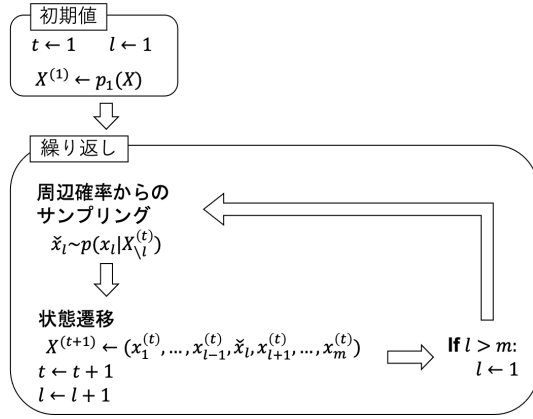 初期値
t ← 1 l ← 1
X^{(1)} ← p_1(X)
繰り返し
周辺確率からの
サンプリング
x̌_l~p(x_l|X_{\l}^{(t)})
状態遷移
X^{(t+1)} ← (x_1^{(t)}, ..., x_{l-1}^{(t)}, x̌_l, x_{l+1}^{(t)}, ..., x_m^{(t)})
t ← t + 1
l ← l + 1
If l > m:
l ← 1